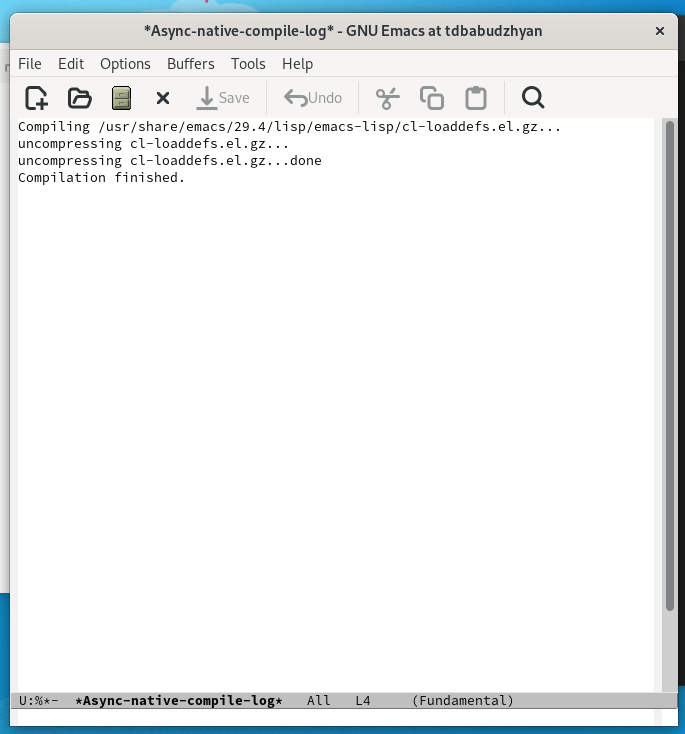 *Async-native-compile-log* - GNU Emacs at tdbabudzhyan
File Edit Options Buffers Tools Help
Save Undo
Compiling /usr/share/emacs/29.4/lisp/emacs-lisp/cl-loaddefs.el.gz...
uncompressing cl-loaddefs.el.gz...
uncompressing cl-loaddefs.el.gz...done
Compilation finished.
U:%*- *Async-native-compile-log* All L4 (Fundamental)